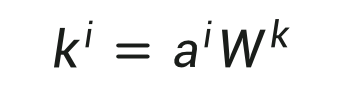 kⁱ = aⁱWᵏ